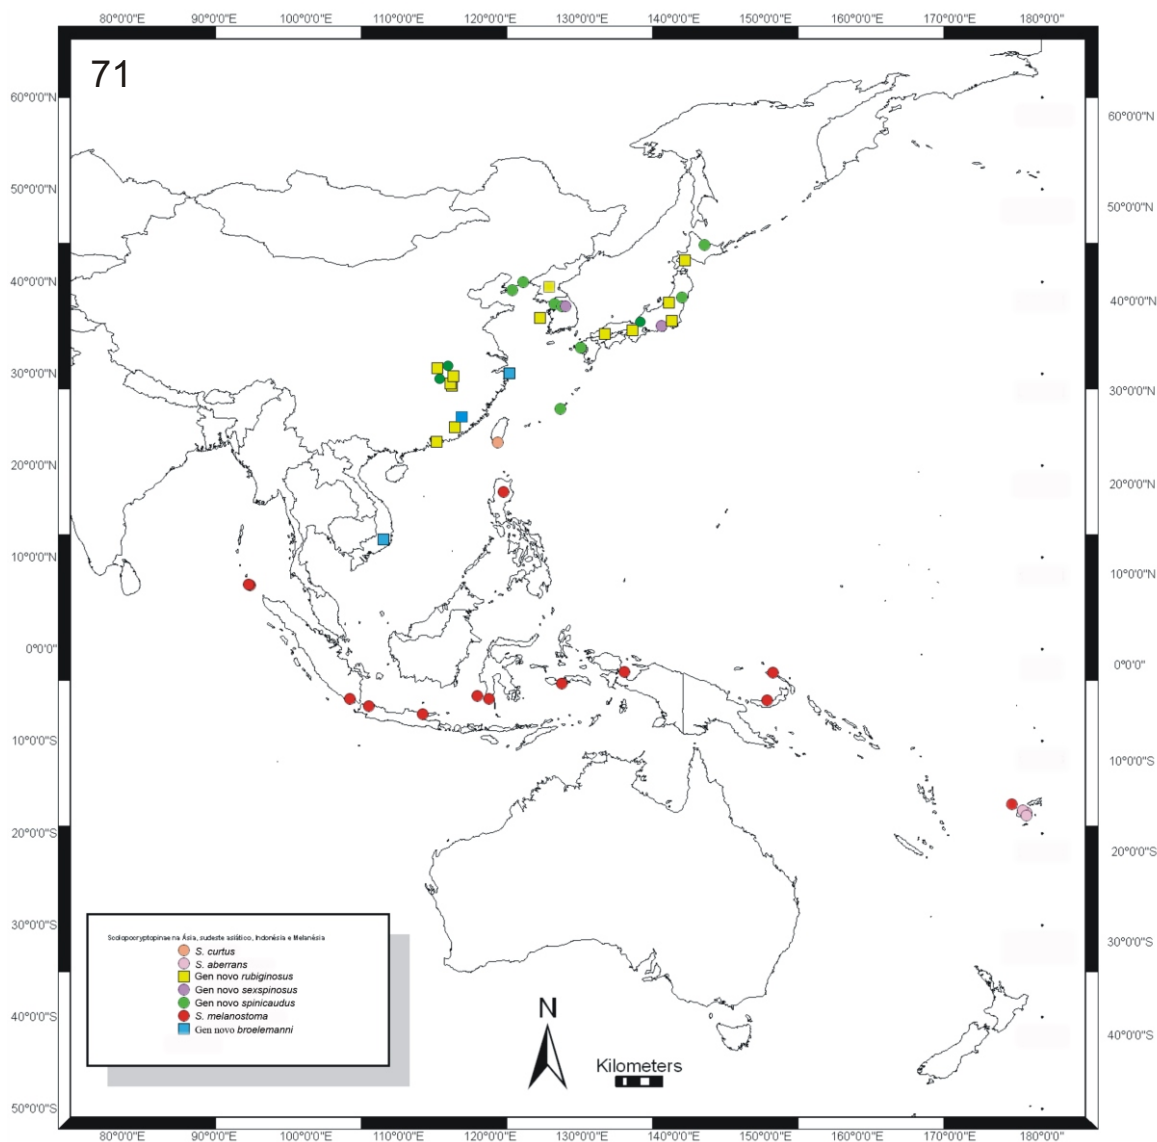 80°0'0"E 90°0'0"E 100°0'0"E 110°0'0"E 120°0'0"E 130°0'0"E 140°0'0"E 150°0'0"E 160°0'0"E 170°0'0"E 180°0'0"
71
60°0'0"N 60°0'0"N
50°0'0"N 50°0'0"N
40°0'0"N 40°0'0"N
30°0'0"N 30°0'0"N
20°0'0"N 20°0'0"N
10°0'0"N 10°0'0"N
0°0'0" 0°0'0"
10°0'0"S 10°0'0"S
20°0'0"S 20°0'0"S
30°0'0"S 30°0'0"S
40°0'0"S 40°0'0"S
50°0'0"S
Scolopocryptopinae na Ásia, sudeste asiático, Indonésia e Melanésia
S. curtus
S. aberrans
Gen novo rubiginosus
Gen novo sexspinosus
Gen novo spinicaudus
S. melanostoma
Gen novo broelemanni
N
Kilometers
80°0'0"E 90°0'0"E 100°0'0"E 110°0'0"E 120°0'0"E 130°0'0"E 140°0'0"E 150°0'0"E 160°0'0"E 170°0'0"E 180°0'0"